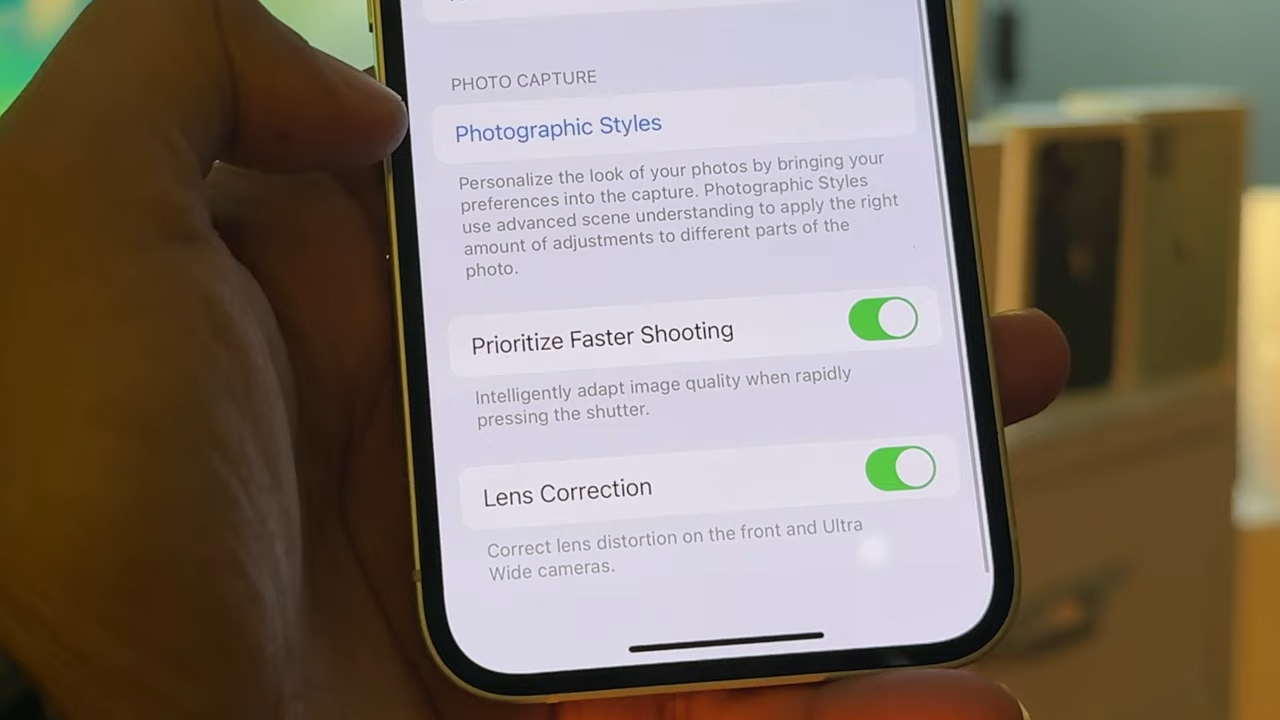 PHOTO CAPTURE
Photographic Styles
Personalize the look of your photos by bringing your
preferences into the capture. Photographic Styles
use advanced scene understanding to apply the right
amount of adjustments to different parts of the
photo.
Prioritize Faster Shooting
Intelligently adapt image quality when rapidly
pressing the shutter.
Lens Correction
Correct lens distortion on the front and Ultra
Wide cameras.